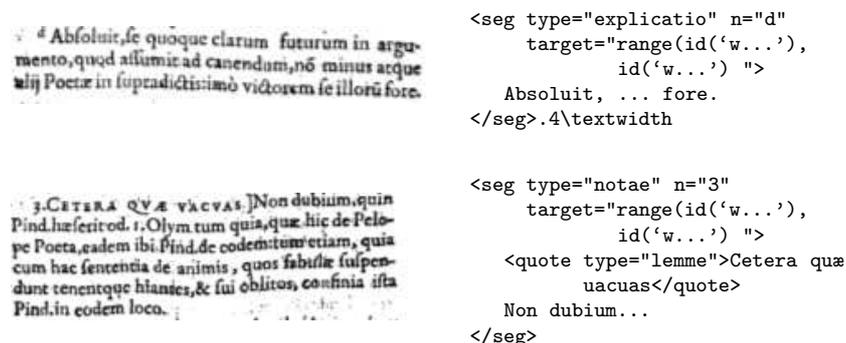 ᵈ Abſoluit,ſe quoque clarum futurum in argu-
mento,quod aſſumit ad canendum,nõ minus atque
alij Poetæ in ſupradictis:imò victorem ſe illorũ fore.
<seg type="explicatio" n="d"
target="range(id(‘w...’),
id(‘w...’) ">
Absoluit, ... fore.
</seg>.4\textwidth
3.CETERA QVÆ VACVAS]Non dubium,quin
Pind.hæſerit od. 1.Olym tum quia,quæ hic de Pelo-
pe Poeta,eadem ibi Pind.de eodem:tum etiam, quia
cum hac ſententia de animis, quos fabulæ ſuſpen-
dunt tenentque hiantes,& ſui oblitos, confinia iſta
Pind.in eodem loco.
<seg type="notae" n="3"
target="range(id(‘w...’),
id(‘w...’) ">
<quote type="lemme">Cetera quæ
uacuas</quote>
Non dubium...
</seg>